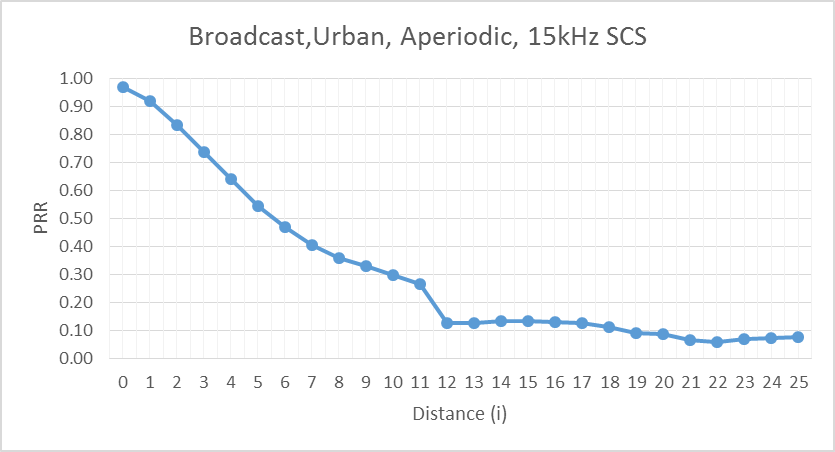 Broadcast,Urban, Aperiodic, 15kHz SCS
1.00
0.90
0.80
0.70
0.60
0.50
0.40
0.30
0.20
0.10
0.00
PRR
0 1 2 3 4 5 6 7 8 9 10 11 12 13 14 15 16 17 18 19 20 21 22 23 24 25
Distance (i)